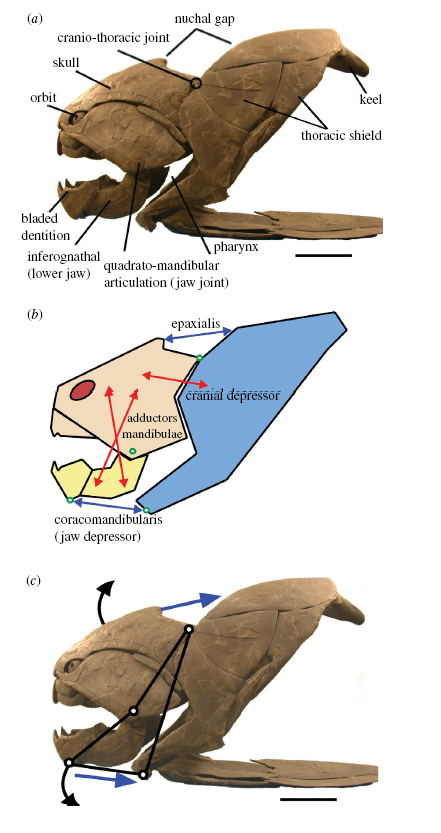 (a)
nuchal gap
cranio-thoracic joint
skull
orbit
keel
thoracic shield
bladed
dentition
pharynx
inferognathal
(lower jaw)
quadrato-mandibular
articulation (jaw joint)
(b)
epaxialis
cranial depressor
adductors
mandibulae
coracomandibularis
(jaw depressor)
(c)